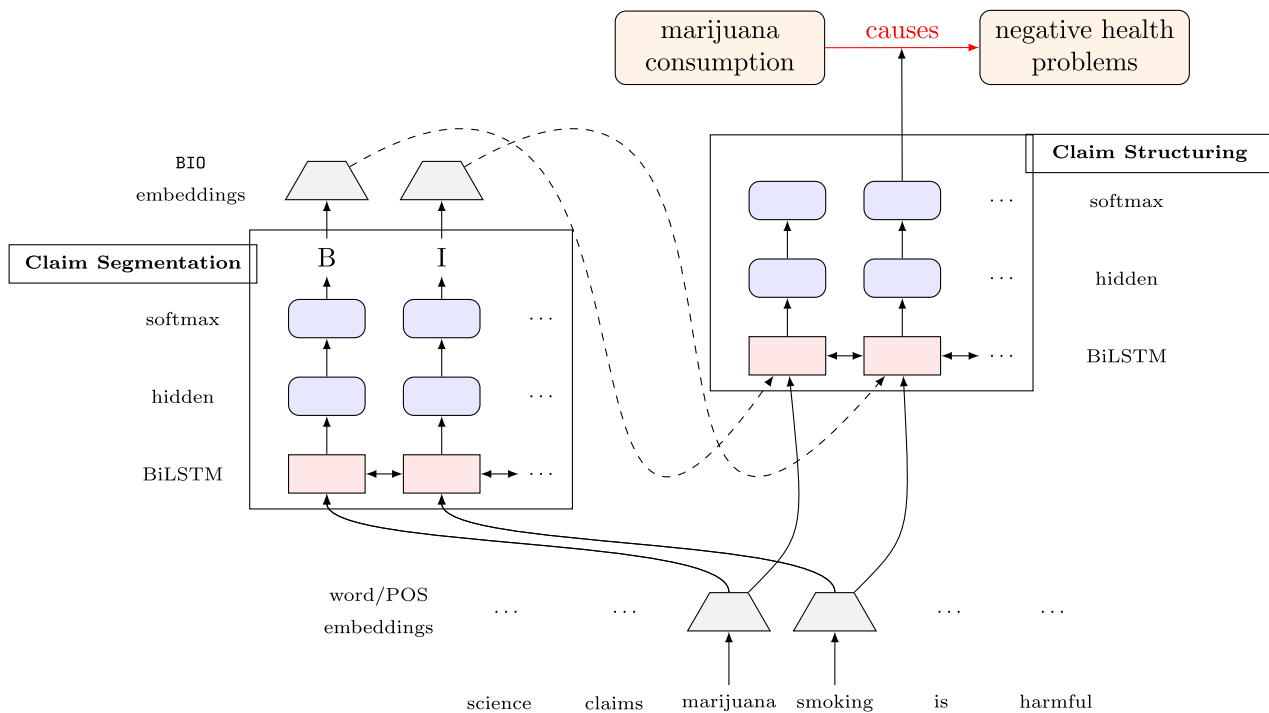 marijuana
consumption
causes
negative health
problems
BIO
embeddings
Claim Structuring
softmax
hidden
BiLSTM
...
...
...
Claim Segmentation
B
I
softmax
hidden
BiLSTM
...
...
...
word/POS
embeddings
... ... ... ...
science claims marijuana smoking is harmful